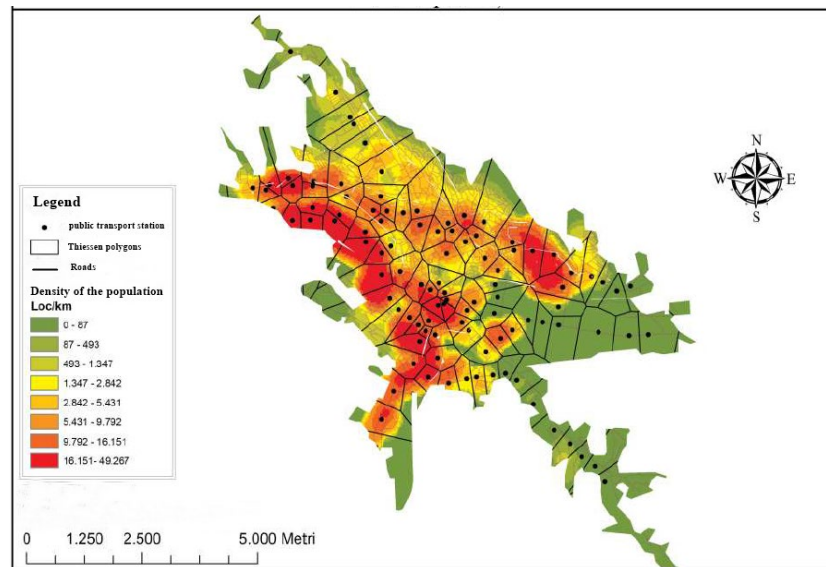 N
W E
S
Legend
public transport station
Thiessen polygons
Roads
Density of the population
Loc/km
0 - 87
87 - 493
493 - 1.347
1.347 - 2.842
2.842 - 5.431
5.431 - 9.792
9.792 - 16.151
16.151- 49.267
0 1.250 2.500 5.000 Metri